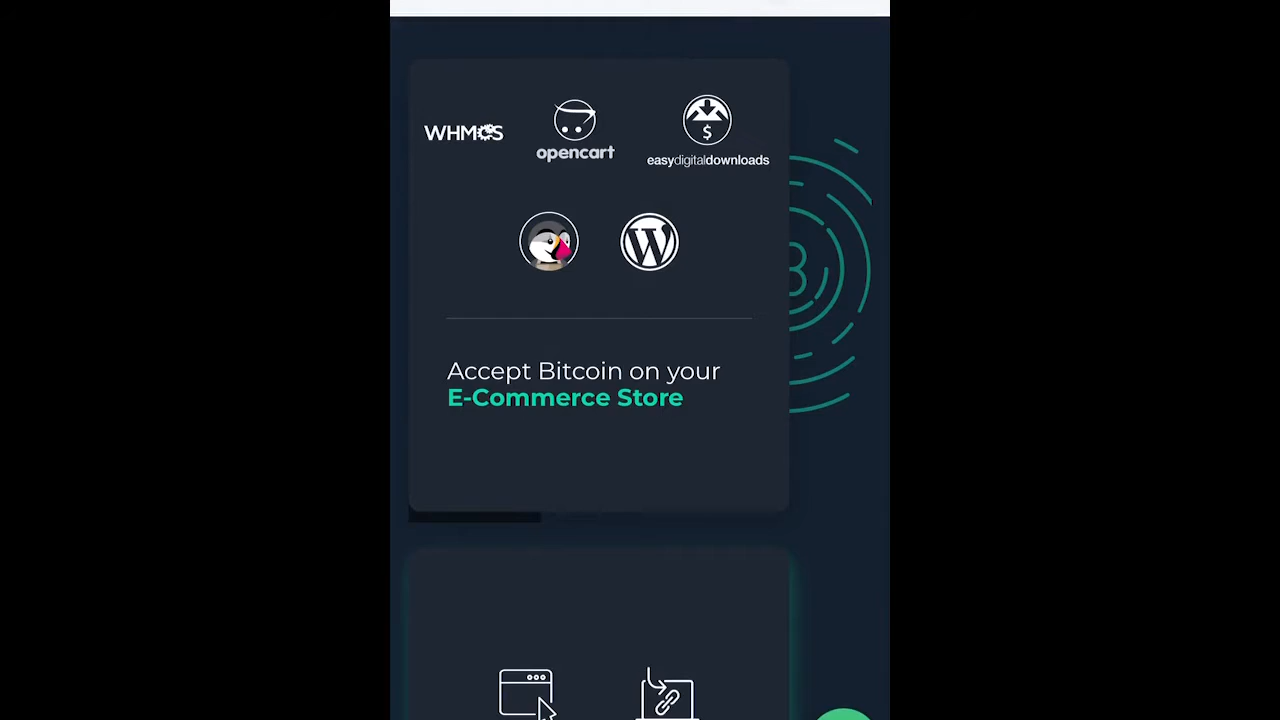 WHMCS
opencart
$
easydigitaldownloads
W
Accept Bitcoin on your
E-Commerce Store